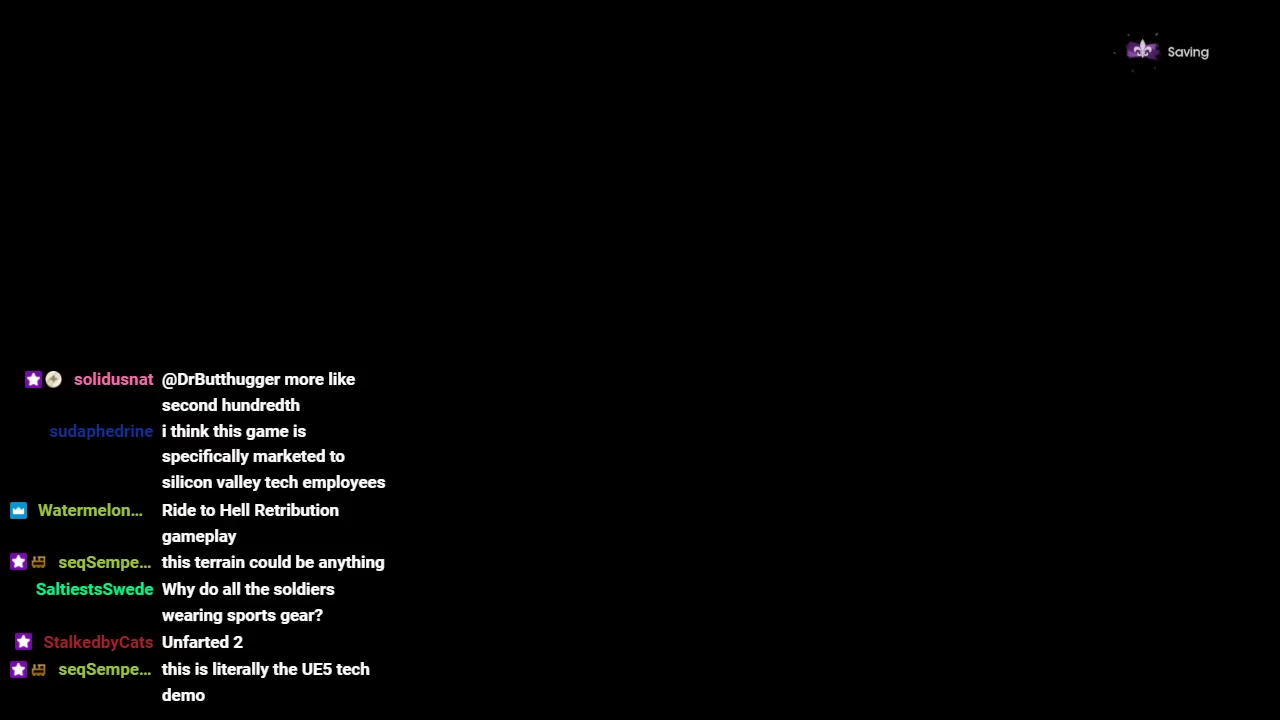 Saving
solidusnat @DrButthugger more like
second hundredth
sudaphedrine i think this game is
specifically marketed to
silicon valley tech employees
Watermelon... Ride to Hell Retribution
gameplay
seqSempe... this terrain could be anything
SaltiestsSwede Why do all the soldiers
wearing sports gear?
StalkedbyCats Unfarted 2
seqSempe... this is literally the UE5 tech
demo